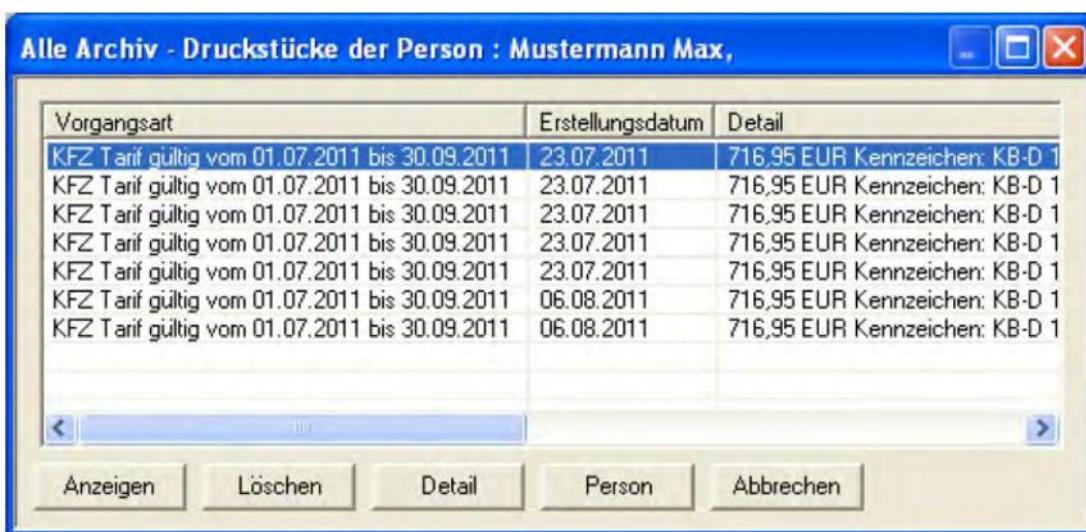 Alle Archiv - Druckstücke der Person : Mustermann Max,
Vorgangsart Erstellungsdatum Detail
KFZ Tarif gültig vom 01.07.2011 bis 30.09.2011 23.07.2011 716,95 EUR Kennzeichen: KB-D 1
KFZ Tarif gültig vom 01.07.2011 bis 30.09.2011 23.07.2011 716,95 EUR Kennzeichen: KB-D 1
KFZ Tarif gültig vom 01.07.2011 bis 30.09.2011 23.07.2011 716,95 EUR Kennzeichen: KB-D 1
KFZ Tarif gültig vom 01.07.2011 bis 30.09.2011 23.07.2011 716,95 EUR Kennzeichen: KB-D 1
KFZ Tarif gültig vom 01.07.2011 bis 30.09.2011 23.07.2011 716,95 EUR Kennzeichen: KB-D 1
KFZ Tarif gültig vom 01.07.2011 bis 30.09.2011 06.08.2011 716,95 EUR Kennzeichen: KB-D 1
KFZ Tarif gültig vom 01.07.2011 bis 30.09.2011 06.08.2011 716,95 EUR Kennzeichen: KB-D 1
Anzeigen Löschen Detail Person Abbrechen